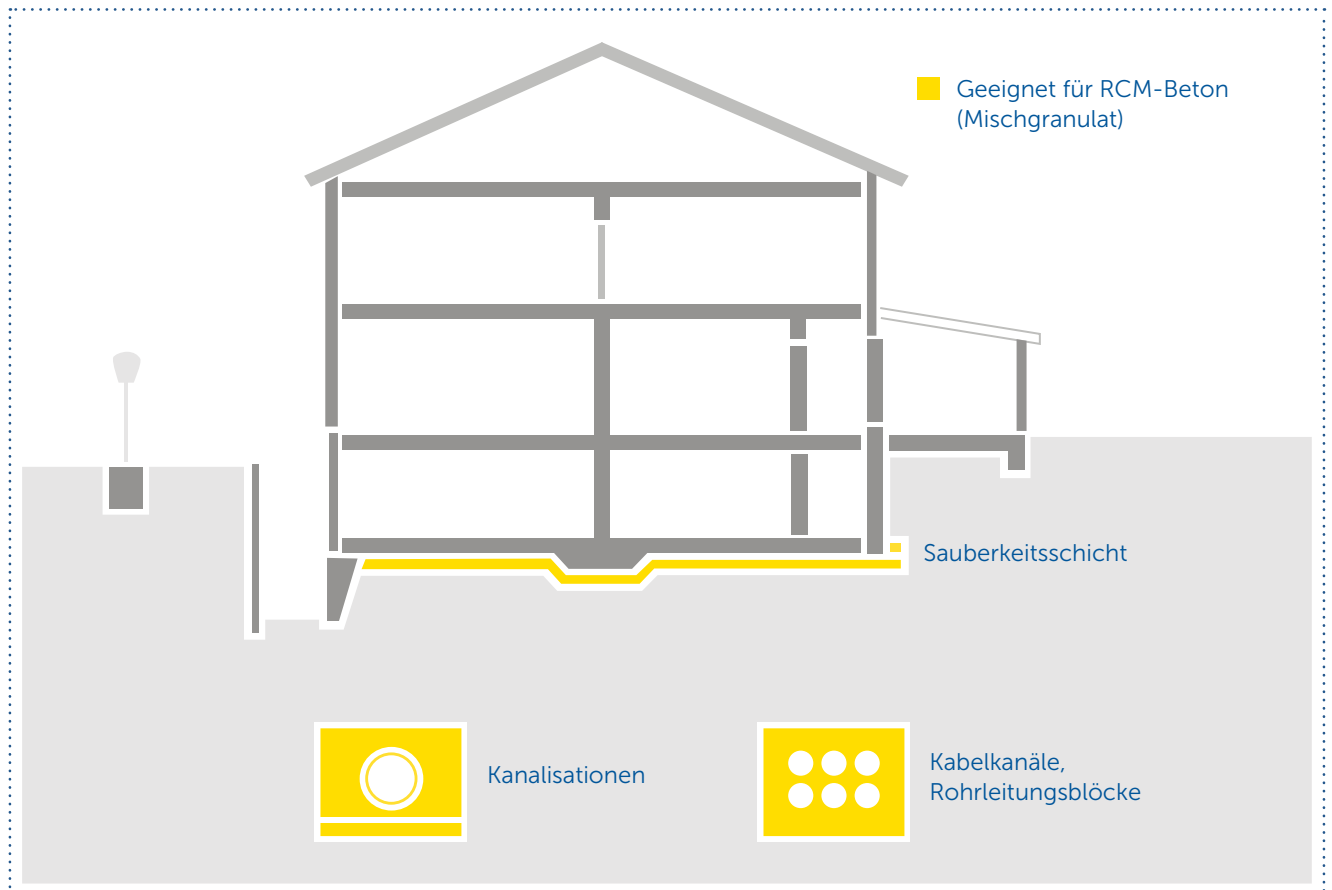 Geeignet für RCM-Beton
(Mischgranulat)
Sauberkeitsschicht
Kanalisationen
Kabelkanäle,
Rohrleitungsblöcke